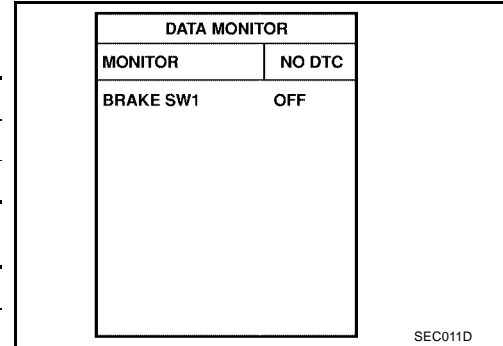 DATA MONITOR
MONITOR NO DTC
BRAKE SW1 OFF
SEC011D